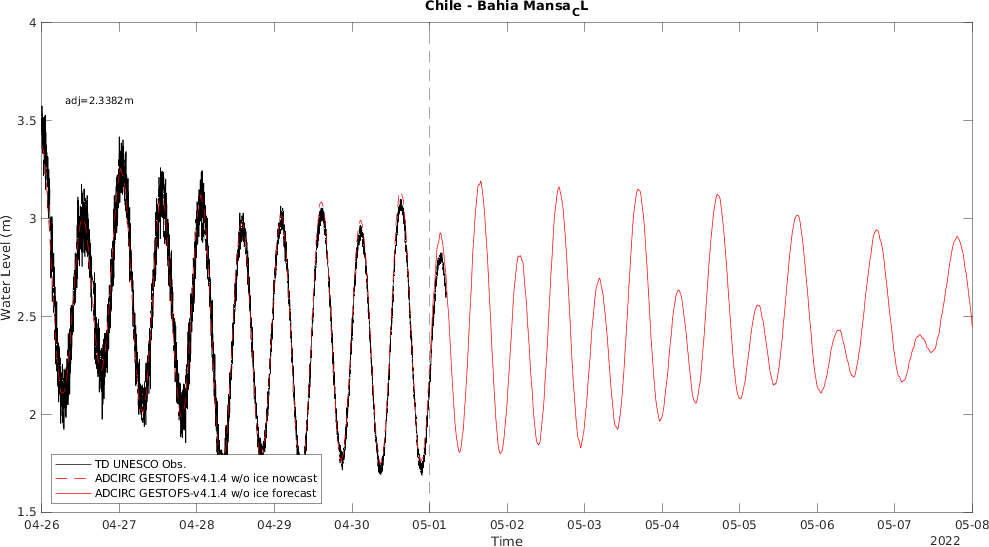 Chile - Bahia Mansa_CL
4
adj=2.3382m
3.5
3
Water Level (m)
2.5
2
TD UNESCO Obs.
ADCIRC GESTOFS-v4.1.4 w/o ice nowcast
ADCIRC GESTOFS-v4.1.4 w/o ice forecast
1.5
04-26 04-27 04-28 04-29 04-30 05-01 05-02 05-03 05-04 05-05 05-06 05-07 05-08
Time
2022